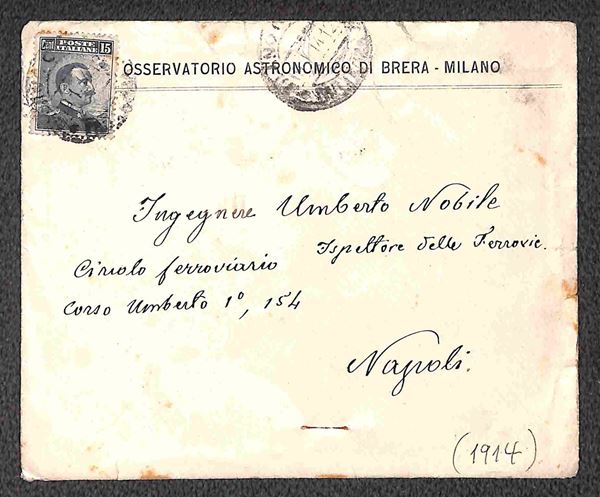 Cent POSTE ITALIANE 15
OSSERVATORIO ASTRONOMICO DI BRERA - MILANO
Ingegnere Umberto Nobile
Ispettore delle Ferrovie.
Circolo ferroviario
Corso Umberto 1º, 154
Napoli.
(1914)